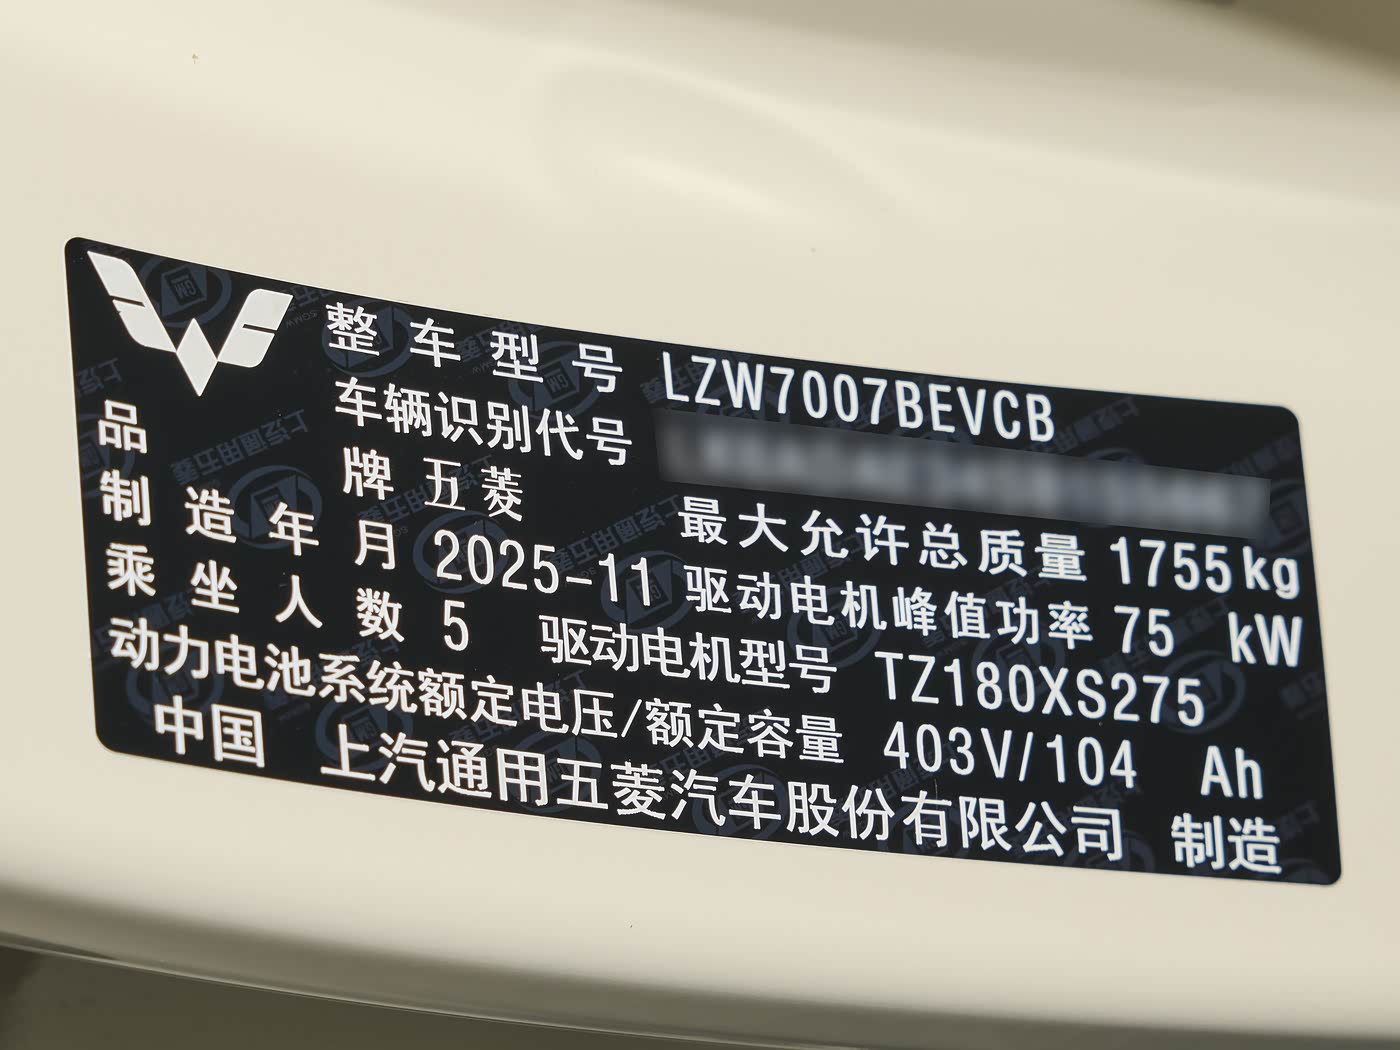 整车型号 LZW7007BEVCB
车辆识别代号
品牌 五菱 最大允许总质量 1755kg
制造年月 2025-11 驱动电机峰值功率 75 kW
乘坐人数 5 驱动电机型号 TZ180XS275
动力电池系统额定电压/额定容量 403V/104 Ah
中国 上汽通用五菱汽车股份有限公司 制造